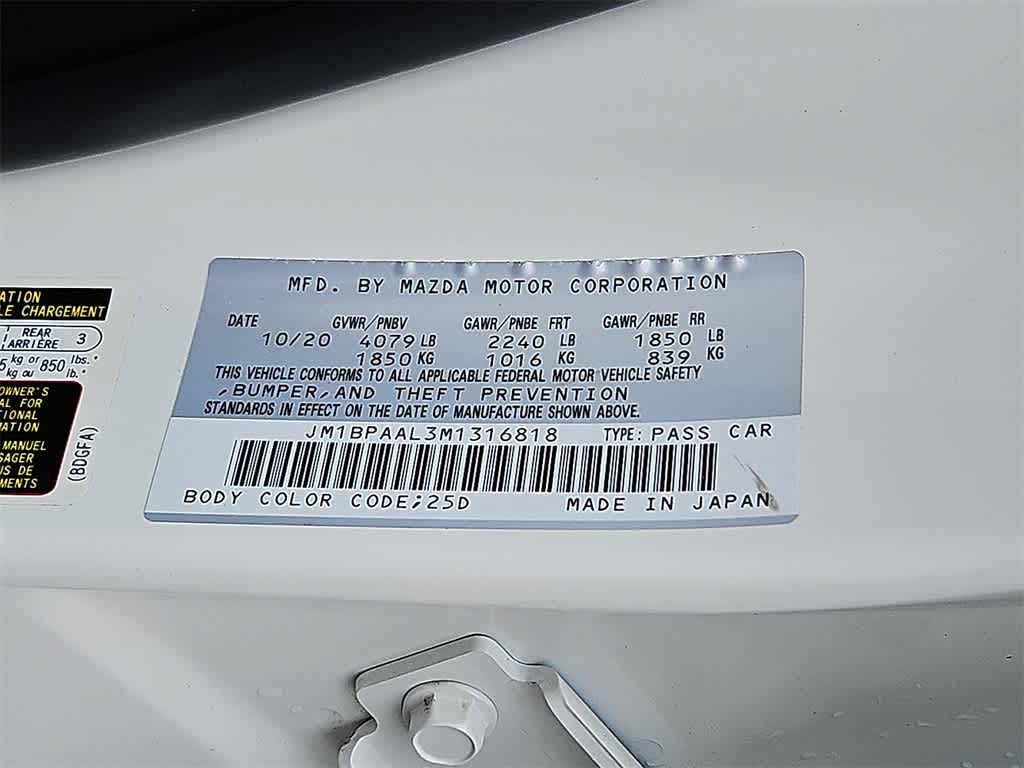 ATION
LE CHARGEMENT
REAR
ARRIÈRE 3
5 kg or 850 lbs.
kg ou lb.
OWNER'S
AL FOR
TIONAL
MATION
MANUEL
SAGER
US DE
MENTS
(BDGFA)
MFD. BY MAZDA MOTOR CORPORATION
DATE GVWR/PNBV GAWR/PNBE FRT GAWR/PNBE RR
10/20 4079 LB 2240 LB 1850 LB
1850 KG 1016 KG 839 KG
THIS VEHICLE CONFORMS TO ALL APPLICABLE FEDERAL MOTOR VEHICLE SAFETY
,BUMPER,AND THEFT PREVENTION
STANDARDS IN EFFECT ON THE DATE OF MANUFACTURE SHOWN ABOVE.
JM1BPAAL3M1316818 TYPE: PASS CAR
BODY COLOR CODE;25D MADE IN JAPAN